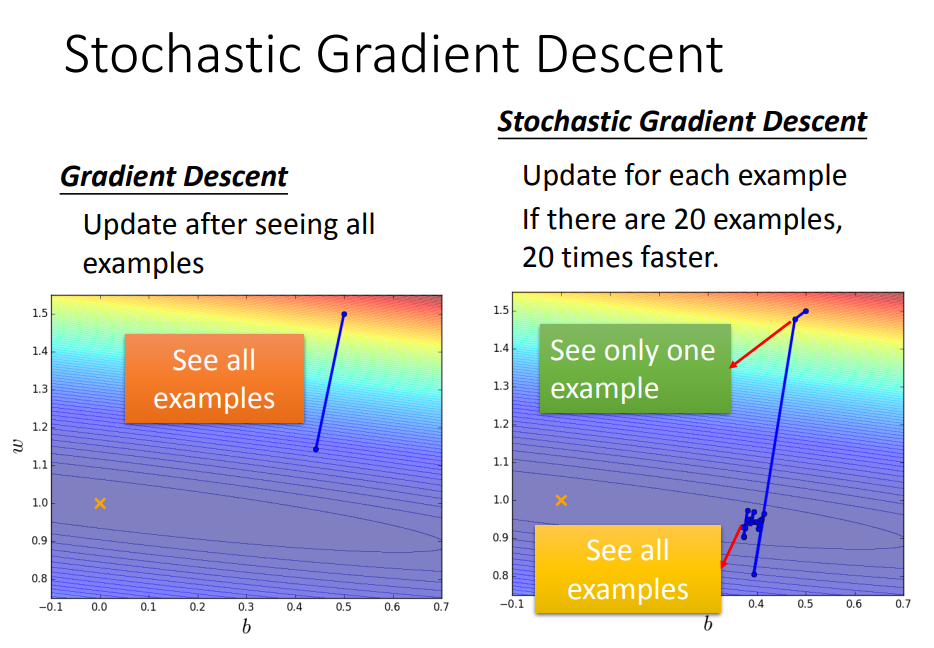 Stochastic Gradient Descent
Gradient Descent
Update after seeing all
examples
Stochastic Gradient Descent
Update for each example
If there are 20 examples,
20 times faster.
See all
examples
1.5
1.4
1.3
1.2
1.1
1.0
0.9
0.8
w
−0.1 0.0 0.1 0.2 0.3 0.4 0.5 0.6 0.7
b
See only one
example
See all
examples
1.5
1.4
1.3
1.2
1.1
1.0
0.9
0.8
−0.1 0.4 0.5 0.6 0.7
b